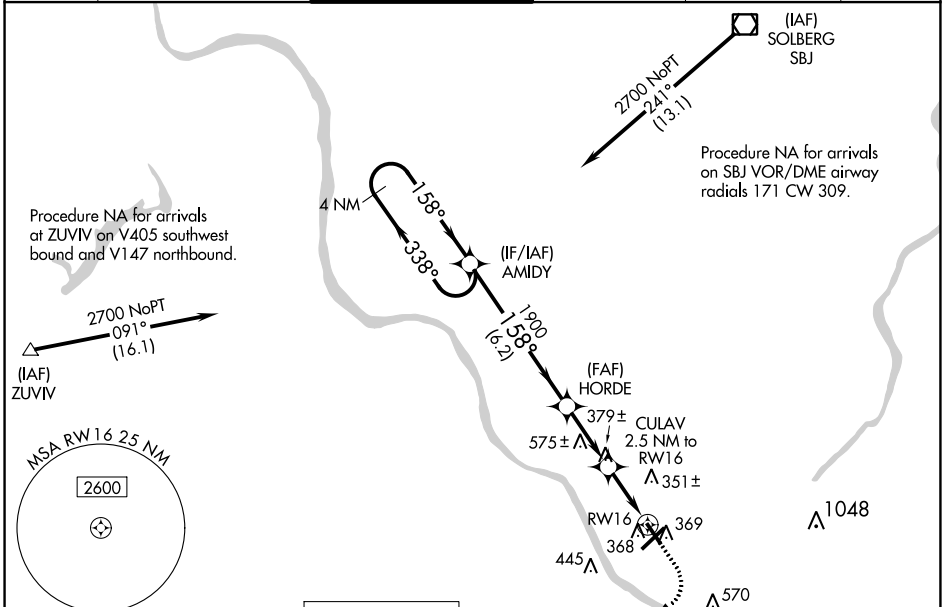 (IAF)
SOLBERG
SBJ
2700 NoPT
241°
(13.1)
Procedure NA for arrivals
on SBJ VOR/DME airway
radials 171 CW 309.
4 NM
158°
338°
(IF/IAF)
AMIDY
Procedure NA for arrivals
at ZUVIV on V405 southwest
bound and V147 northbound.
2700 NoPT
091°
(16.1)
(IAF)
ZUVIV
1900
158°
(6.2)
(FAF)
HORDE
379±
575±
CULAV
2.5 NM to
RW16
351±
MSA RW16 25 NM
2600
RW16
368
369
1048
445
570